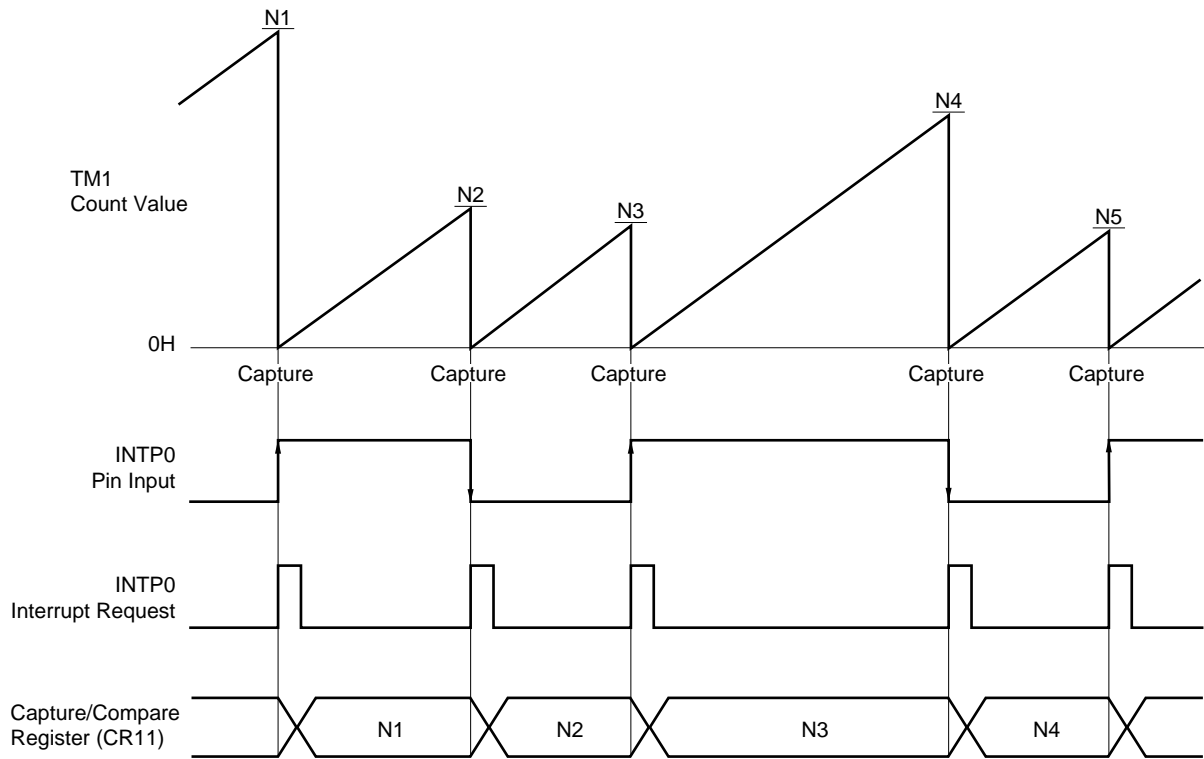 N1
N4
TM1
Count Value
N2
N3
N5
0H
Capture Capture Capture Capture Capture
INTP0
Pin Input
INTP0
Interrupt Request
Capture/Compare
Register (CR11)
N1 N2 N3 N4